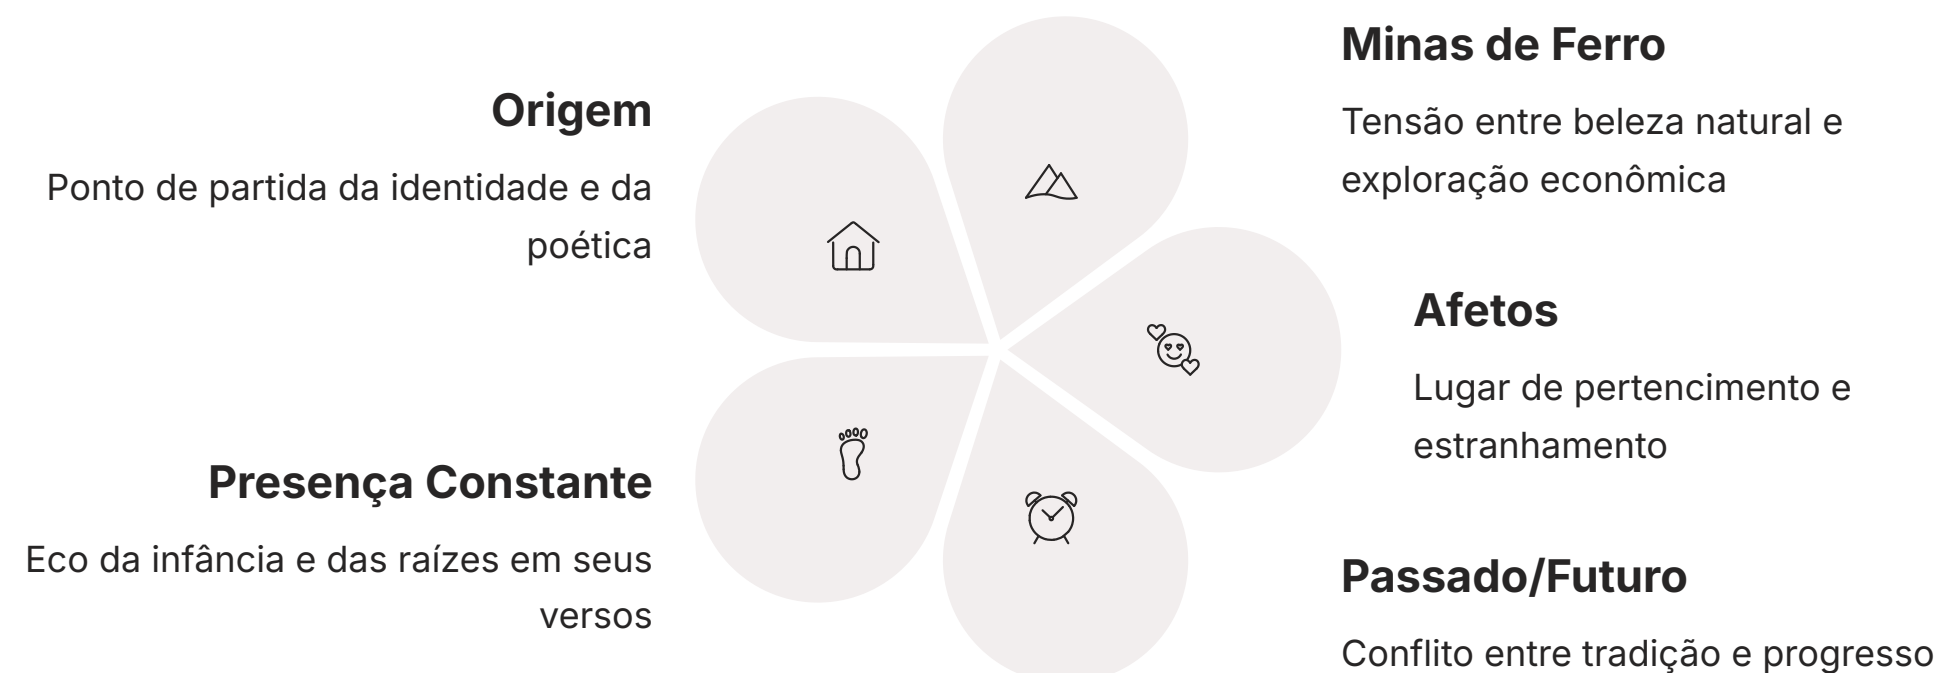 Origem
Ponto de partida da identidade e da
poética
Minas de Ferro
Tensão entre beleza natural e
exploração econômica
Afetos
Lugar de pertencimento e
estranhamento
Passado/Futuro
Conflito entre tradição e progresso
Presença Constante
Eco da infância e das raízes em seus
versos